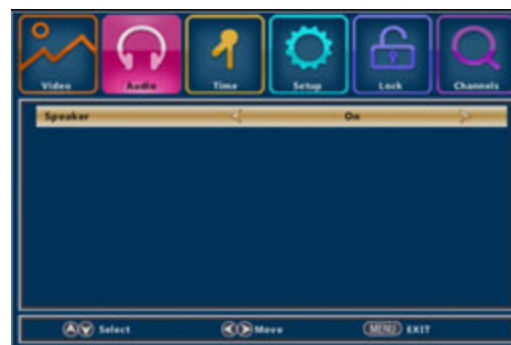 Video Audio Time Setup Lock Channels
Speaker On
Select Move MENU EXIT